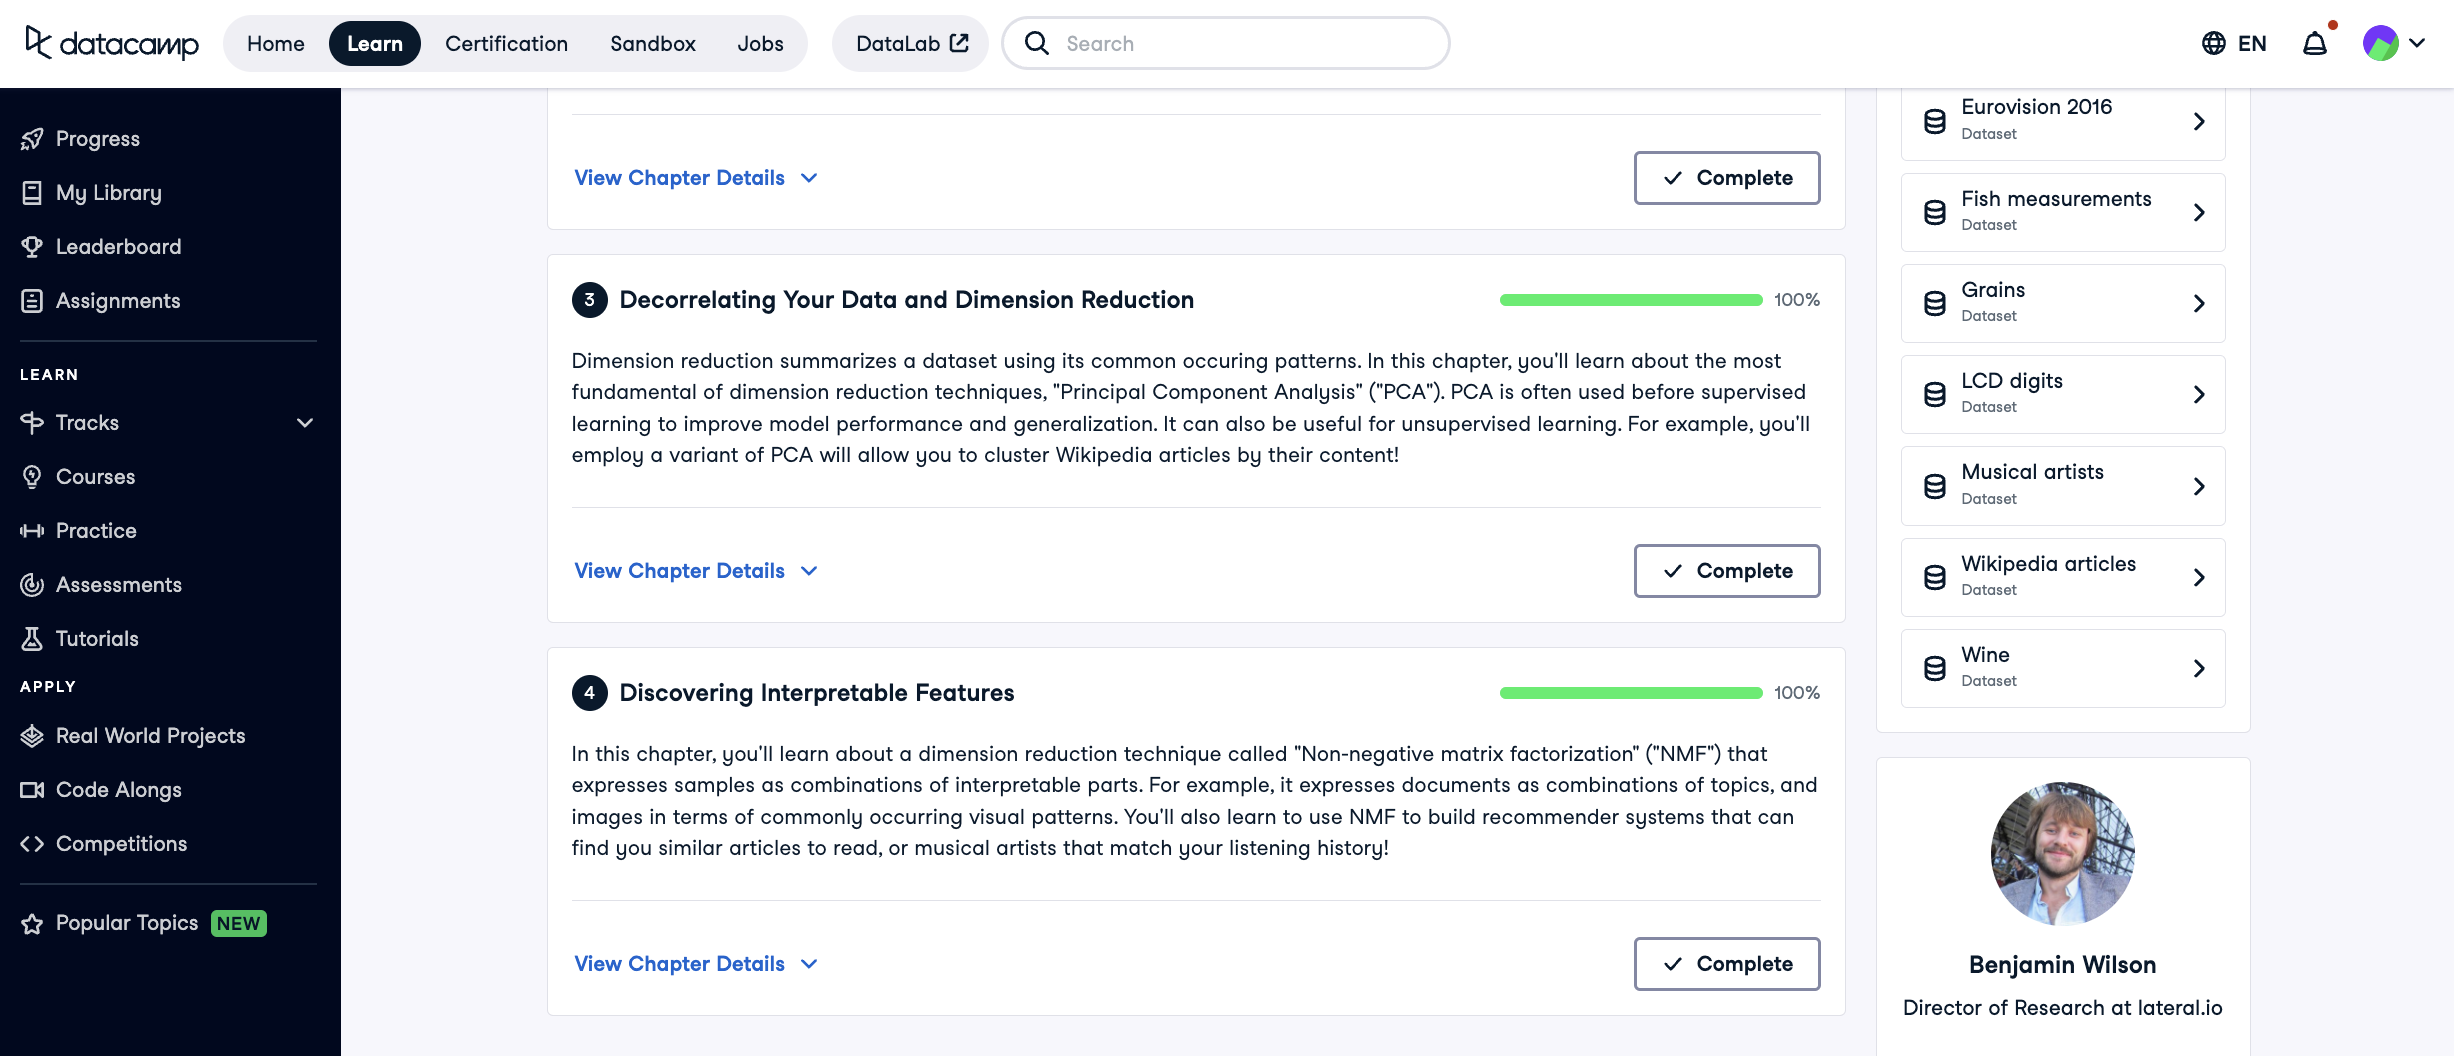 datacamp
Home
Learn
Certification
Sandbox
Jobs
DataLab
Search
EN
Progress
My Library
Leaderboard
Assignments
LEARN
Tracks
Courses
Practice
Assessments
Tutorials
APPLY
Real World Projects
Code Alongs
Competitions
Popular Topics NEW
View Chapter Details
Complete
3 Decorrelating Your Data and Dimension Reduction
100%
Dimension reduction summarizes a dataset using its common occuring patterns. In this chapter, you'll learn about the most
fundamental of dimension reduction techniques, "Principal Component Analysis" ("PCA"). PCA is often used before supervised
learning to improve model performance and generalization. It can also be useful for unsupervised learning. For example, you'll
employ a variant of PCA will allow you to cluster Wikipedia articles by their content!
View Chapter Details
Complete
4 Discovering Interpretable Features
100%
In this chapter, you'll learn about a dimension reduction technique called "Non-negative matrix factorization" ("NMF") that
expresses samples as combinations of interpretable parts. For example, it expresses documents as combinations of topics, and
images in terms of commonly occurring visual patterns. You'll also learn to use NMF to build recommender systems that can
find you similar articles to read, or musical artists that match your listening history!
View Chapter Details
Complete
Eurovision 2016
Dataset
Fish measurements
Dataset
Grains
Dataset
LCD digits
Dataset
Musical artists
Dataset
Wikipedia articles
Dataset
Wine
Dataset
Benjamin Wilson
Director of Research at lateral.io